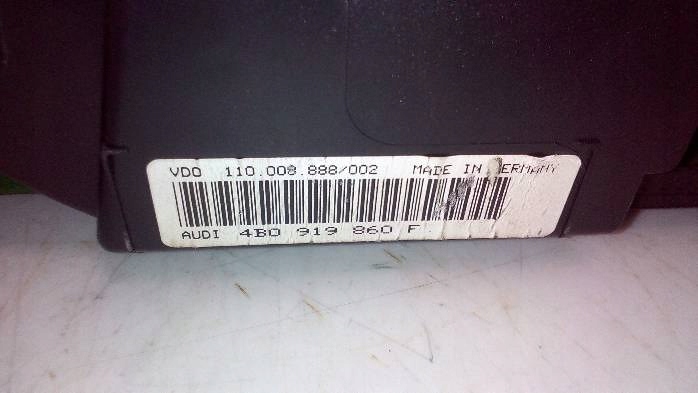 VDO 110.008.888/002 MADE IN GERMANY
AUDI 4B0 919 860 F